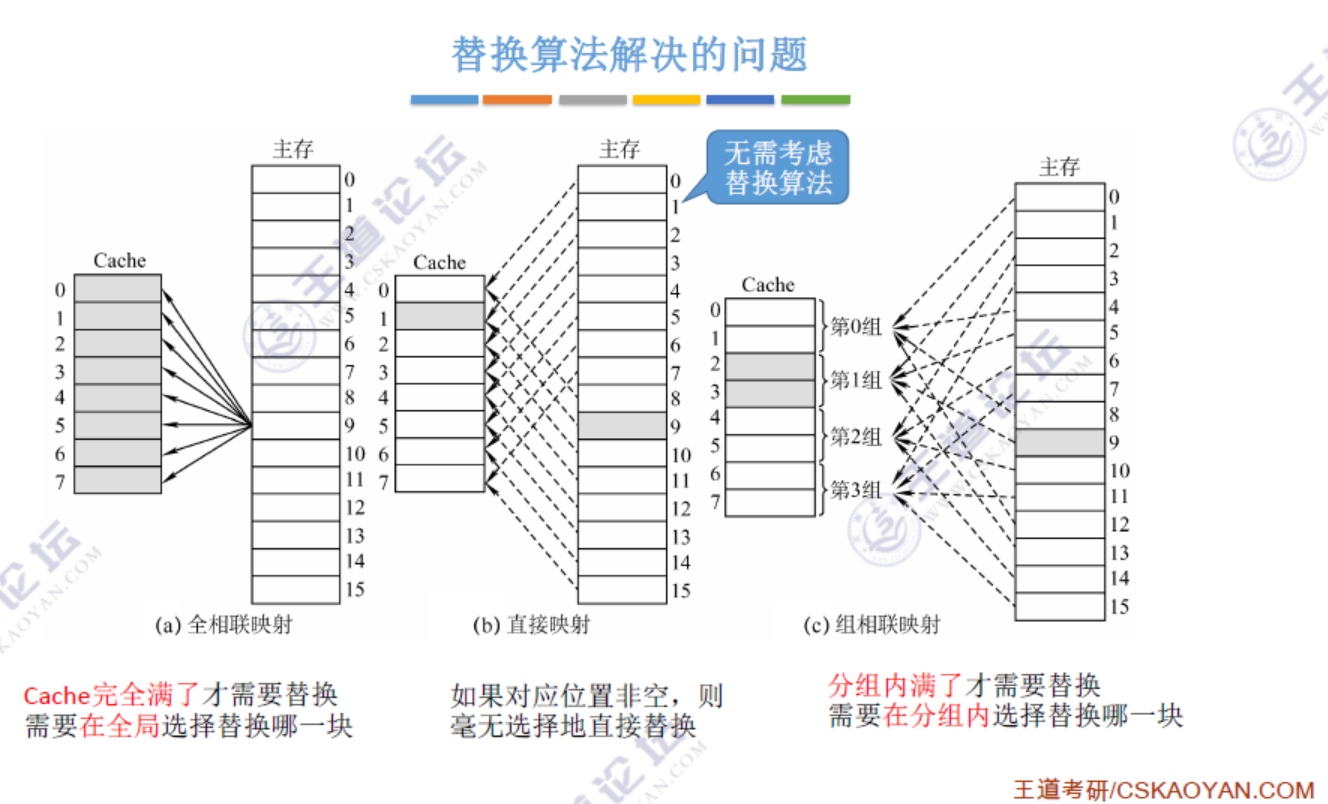 替换算法解决的问题
主存
0
1
2
3
4
5
6
7
8
9
10
11
12
13
14
15
Cache
0
1
2
3
4
5
6
7
(a) 全相联映射
主存
0
1
2
3
4
5
6
7
8
9
10
11
12
13
14
15
Cache
0
1
2
3
4
5
6
7
(b) 直接映射
无需考虑
替换算法
主存
0
1
2
3
4
5
6
7
8
9
10
11
12
13
14
15
Cache
0
1
2
3
4
5
6
7
第0组
第1组
第2组
第3组
(c) 组相联映射
Cache完全满了才需要替换
需要在全局选择替换哪一块
如果对应位置非空，则
毫无选择地直接替换
分组内满了才需要替换
需要在分组内选择替换哪一块
王道论坛
WWW.CSKAOYAN.COM
王道考研/CSKAOYAN.COM